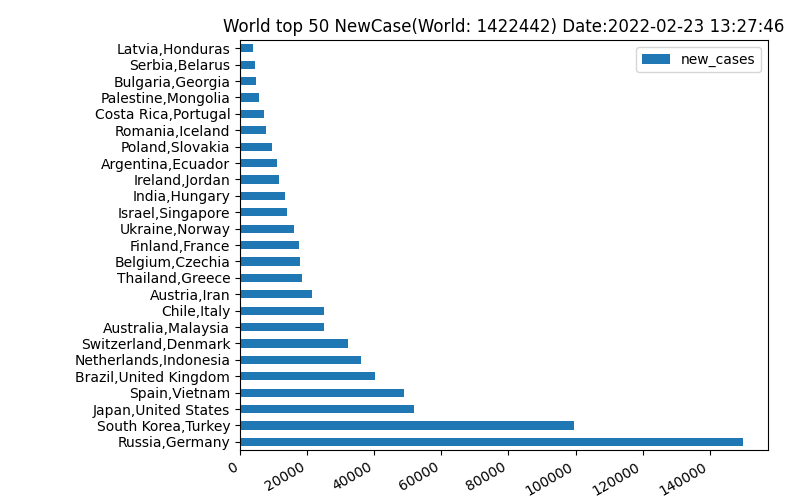 World top 50 NewCase(World: 1422442) Date:2022-02-23 13:27:46
new_cases
Latvia,Honduras
Serbia,Belarus
Bulgaria,Georgia
Palestine,Mongolia
Costa Rica,Portugal
Romania,Iceland
Poland,Slovakia
Argentina,Ecuador
Ireland,Jordan
India,Hungary
Israel,Singapore
Ukraine,Norway
Finland,France
Belgium,Czechia
Thailand,Greece
Austria,Iran
Chile,Italy
Australia,Malaysia
Switzerland,Denmark
Netherlands,Indonesia
Brazil,United Kingdom
Spain,Vietnam
Japan,United States
South Korea,Turkey
Russia,Germany
0 20000 40000 60000 80000 100000 120000 140000